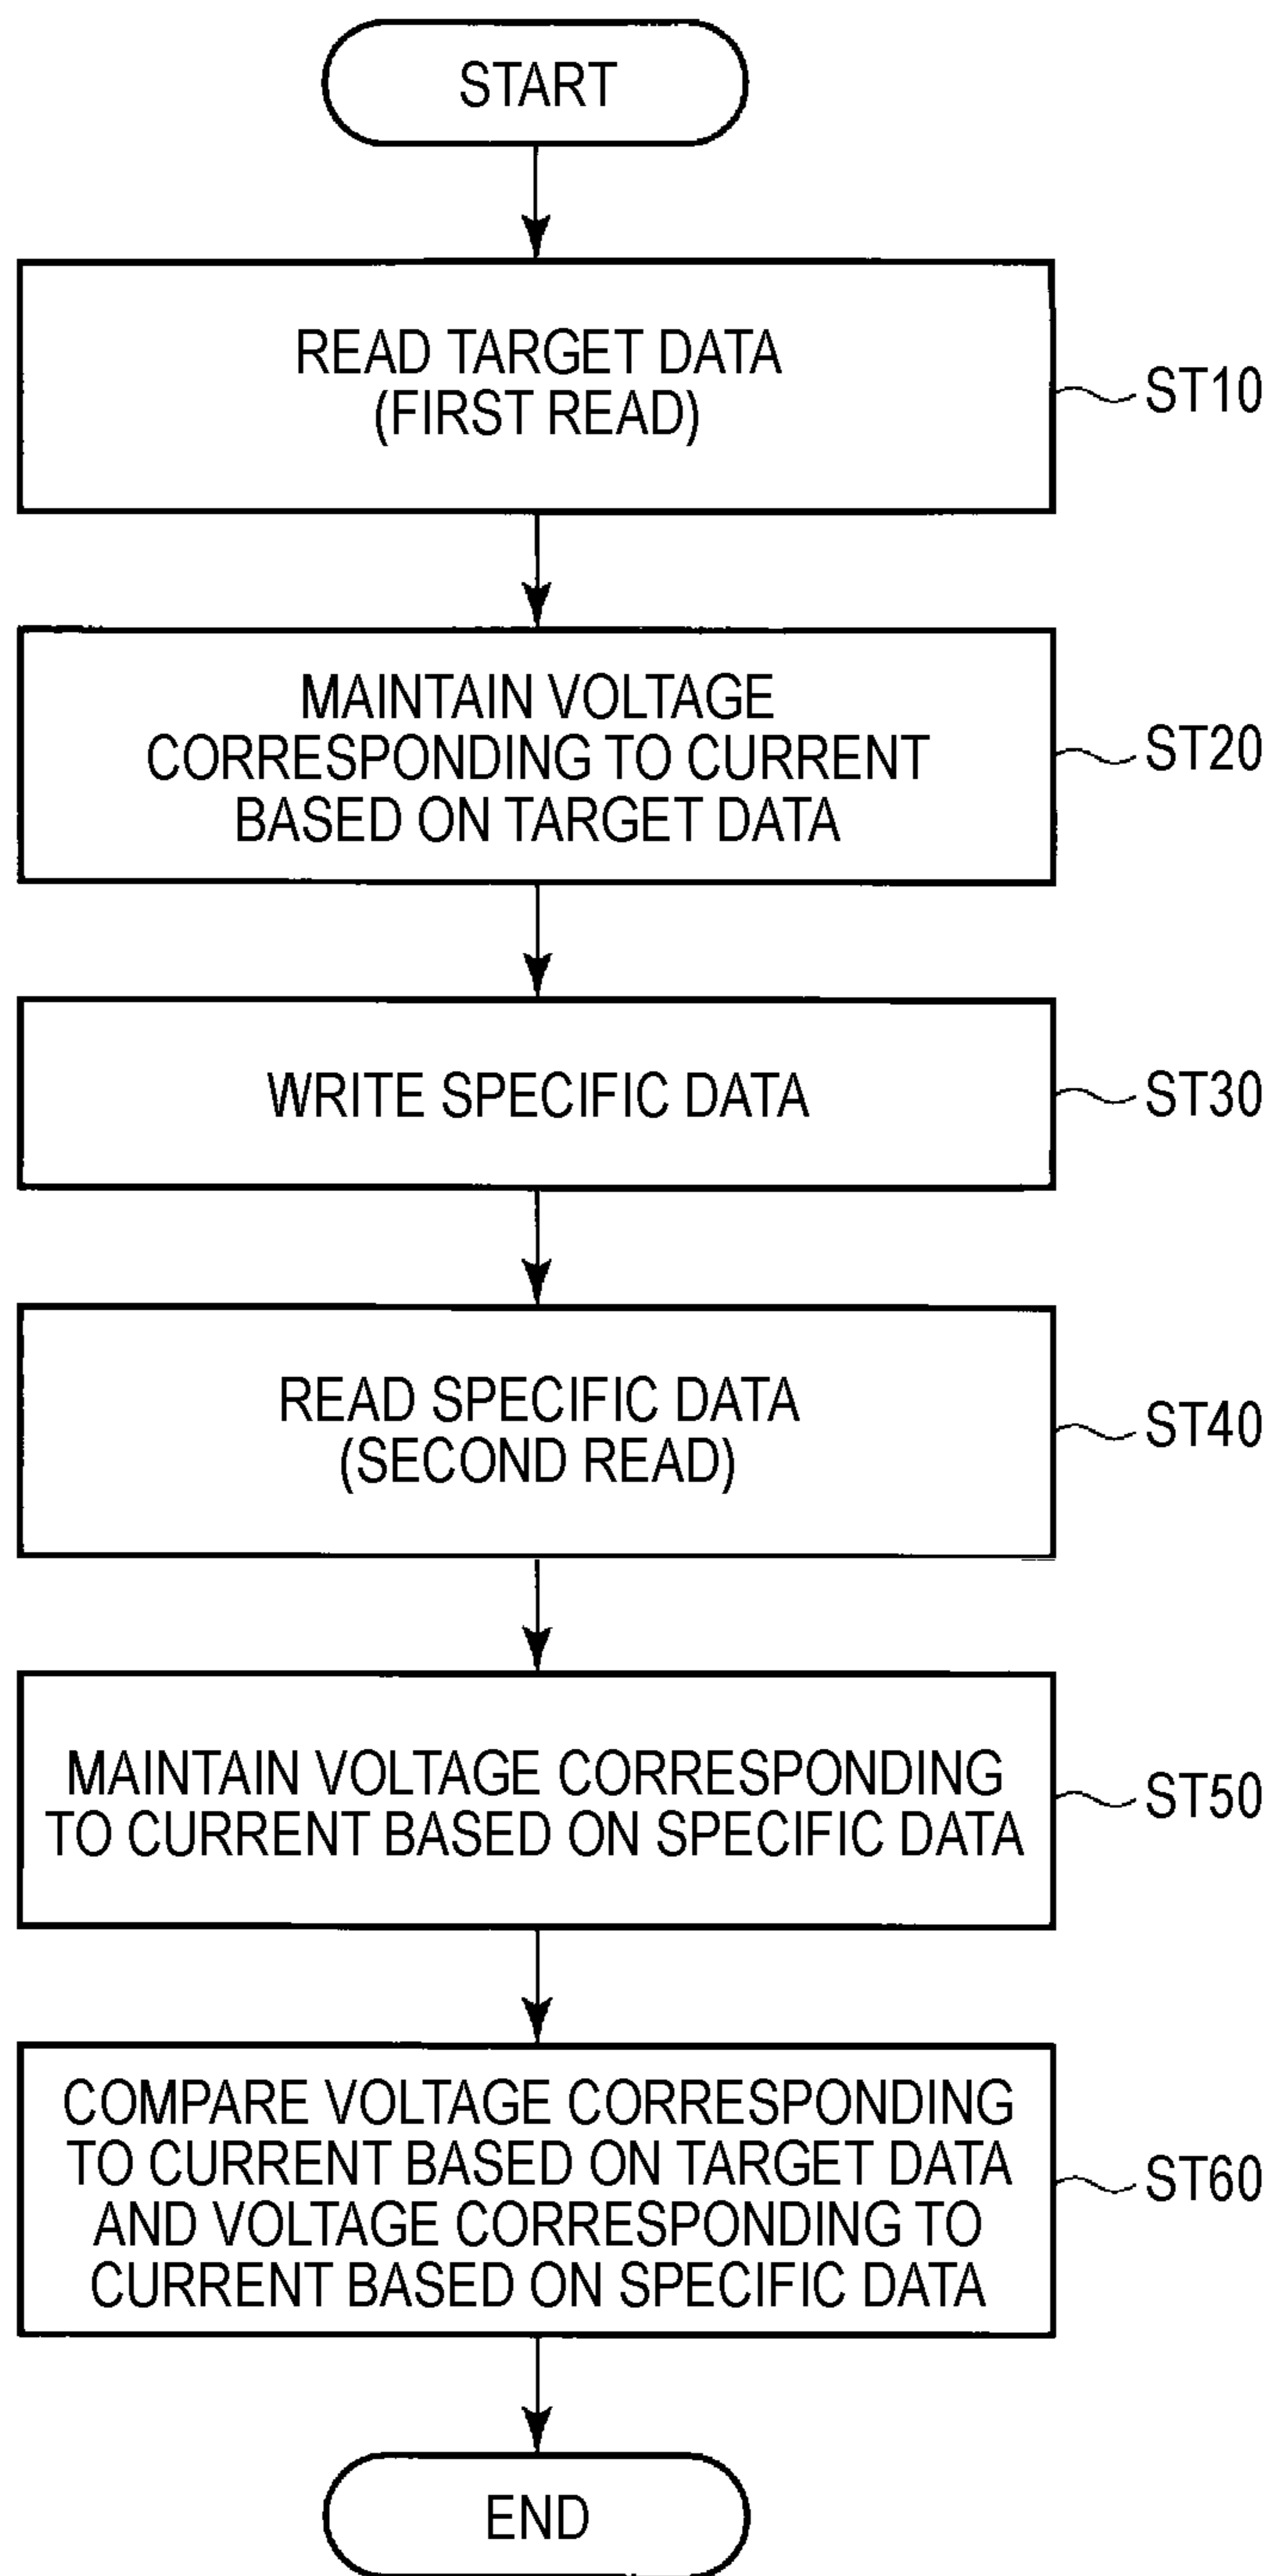 START
READ TARGET DATA
(FIRST READ)
ST10
MAINTAIN VOLTAGE
CORRESPONDING TO CURRENT
BASED ON TARGET DATA
ST20
WRITE SPECIFIC DATA
ST30
READ SPECIFIC DATA
(SECOND READ)
ST40
MAINTAIN VOLTAGE CORRESPONDING
TO CURRENT BASED ON SPECIFIC DATA
ST50
COMPARE VOLTAGE CORRESPONDING
TO CURRENT BASED ON TARGET DATA
AND VOLTAGE CORRESPONDING TO
CURRENT BASED ON SPECIFIC DATA
ST60
END